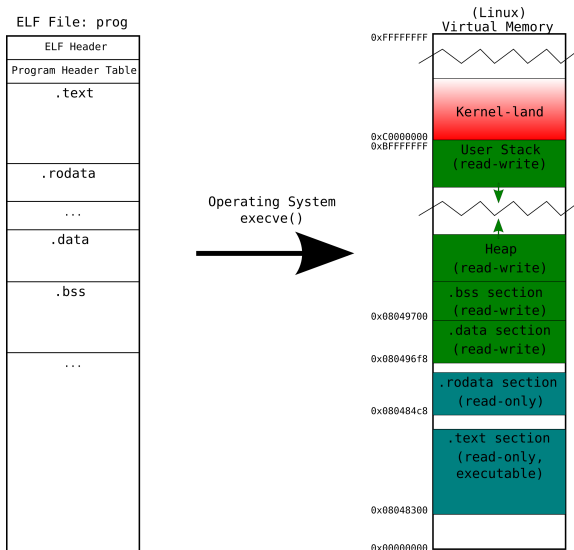 ELF File: prog
ELF Header
Program Header Table
.text
.rodata
...
.data
.bss
...
Operating System
execve()
(Linux)
Virtual Memory
0xFFFFFFFF
Kernel-land
0xC0000000
0xBFFFFFFF
User Stack
(read-write)
Heap
(read-write)
.bss section
(read-write)
0x08049700
.data section
(read-write)
0x080496f8
.rodata section
(read-only)
0x080484c8
.text section
(read-only,
executable)
0x08048300
0x00000000